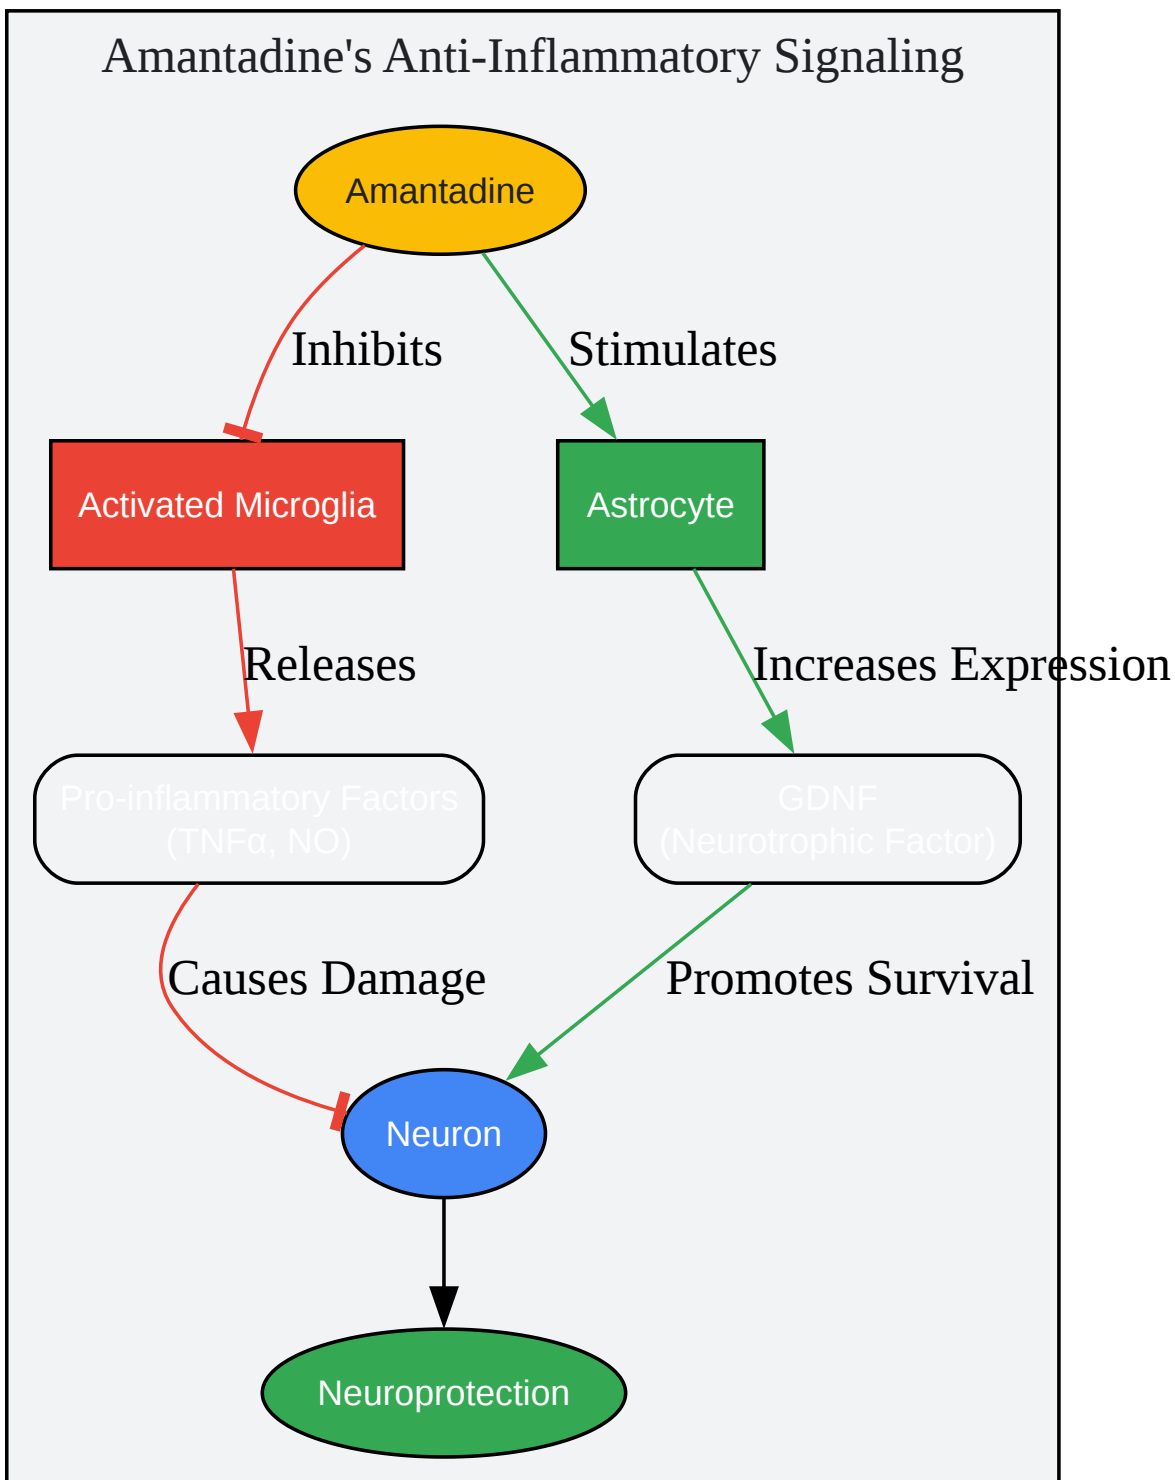 Amantadine's Anti-Inflammatory Signaling
Amantadine
Inhibits
Stimulates
Activated Microglia
Astrocyte
Releases
Increases Expression
Pro-inflammatory Factors
(TNFα, NO)
GDNF
(Neurotrophic Factor)
Causes Damage
Promotes Survival
Neuron
Neuroprotection